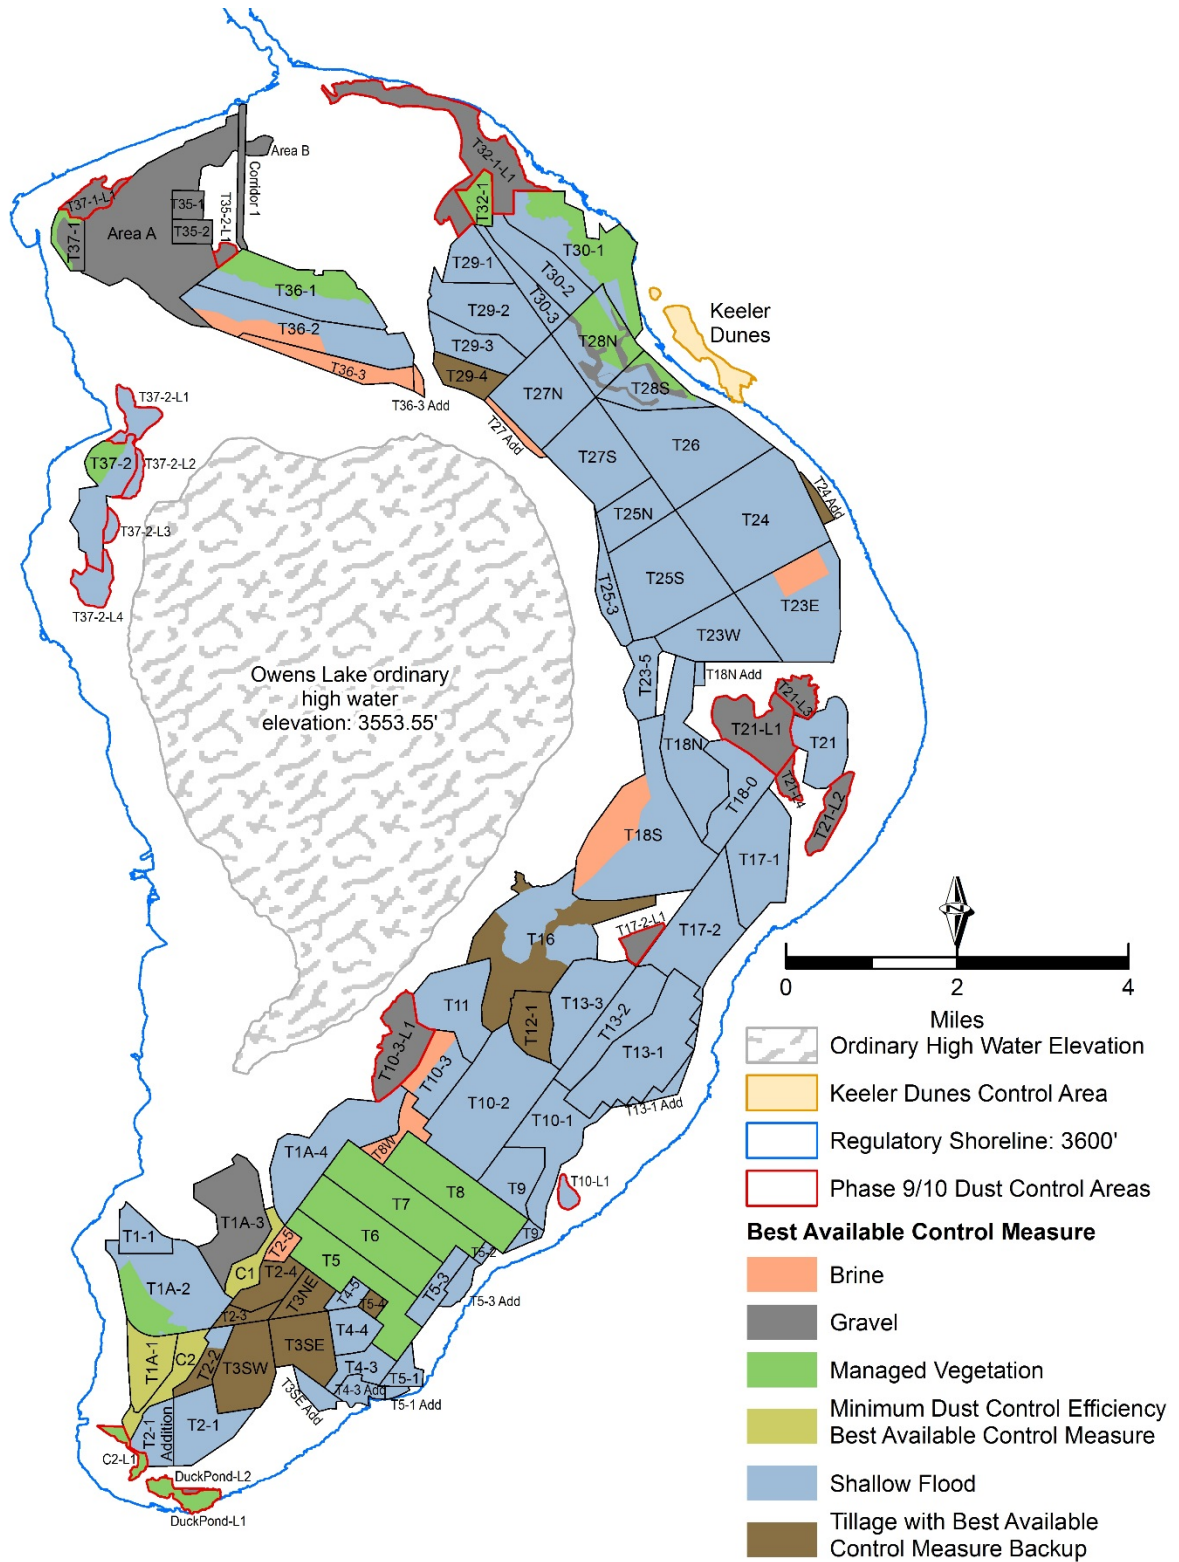 Area B
Corridor 1
T37-1-L1
T35-1
T35-2-L1
T32-1-L1
T32-1
T37-1
Area A
T35-2
T30-1
T29-1
T30-2
T36-1
T30-3
T29-2
Keeler
Dunes
T36-2
T29-3
T28N
T36-3
T29-4
T28S
T27N
T36-3 Add
T37-2-L1
T27 Add
T26
T37-2
T37-2-L2
T27S
T24 Add
T25N
T24
T37-2-L3
T25S
T25-3
T23E
T37-2-L4
T23W
Owens Lake ordinary
high water
elevation: 3553.55'
T23-5
T18N Add
T21-L3
T21-L1
T21
T18N
T21-L4
T18-0
T21-L2
T18S
T17-1
T17-2-L1
T17-2
T16
N
0
2
4
Miles
T11
T13-3
T13-2
T12-1
T10-3-L1
T10-3
T13-1
T10-2
T13-1 Add
T10-1
T1A-4
T8W
T8
T7
T10-L1
T9
T9
T6
T1A-3
T1-1
T2-5
T5
T5-2
C1
T2-4
T5-3
T1A-2
T3NE
T4-5
T5-4
T5-3 Add
T2-3
T4-4
T3SE
T1A-1
C2
T2-2
T3SW
T4-3
T5-1
T4-3 Add
T5-1 Add
T3SE Add
T2-1
Addition
T2-1
C2-L1
DuckPond-L2
DuckPond-L1
Ordinary High Water Elevation
Keeler Dunes Control Area
Regulatory Shoreline: 3600'
Phase 9/10 Dust Control Areas
Best Available Control Measure
Brine
Gravel
Managed Vegetation
Minimum Dust Control Efficiency
Best Available Control Measure
Shallow Flood
Tillage with Best Available
Control Measure Backup